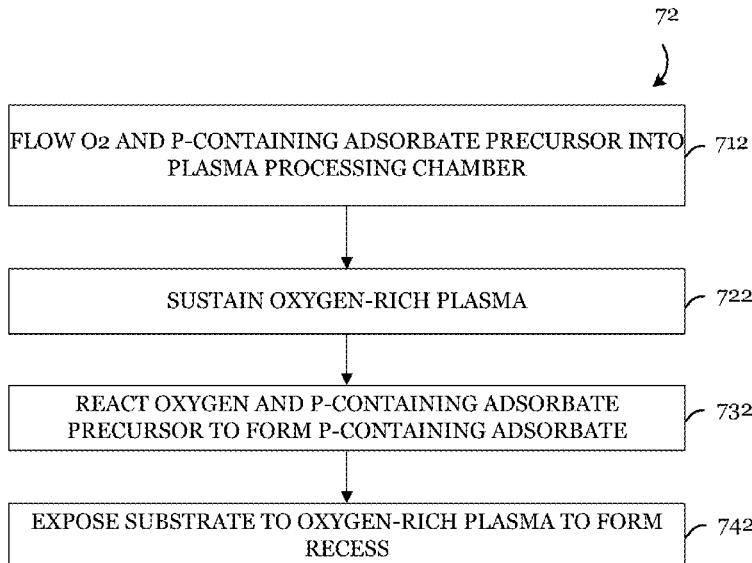 72
FLOW O2 AND P-CONTAINING ADSORBATE PRECURSOR INTO
PLASMA PROCESSING CHAMBER
712
SUSTAIN OXYGEN-RICH PLASMA
722
REACT OXYGEN AND P-CONTAINING ADSORBATE
PRECURSOR TO FORM P-CONTAINING ADSORBATE
732
EXPOSE SUBSTRATE TO OXYGEN-RICH PLASMA TO FORM
RECESS
742